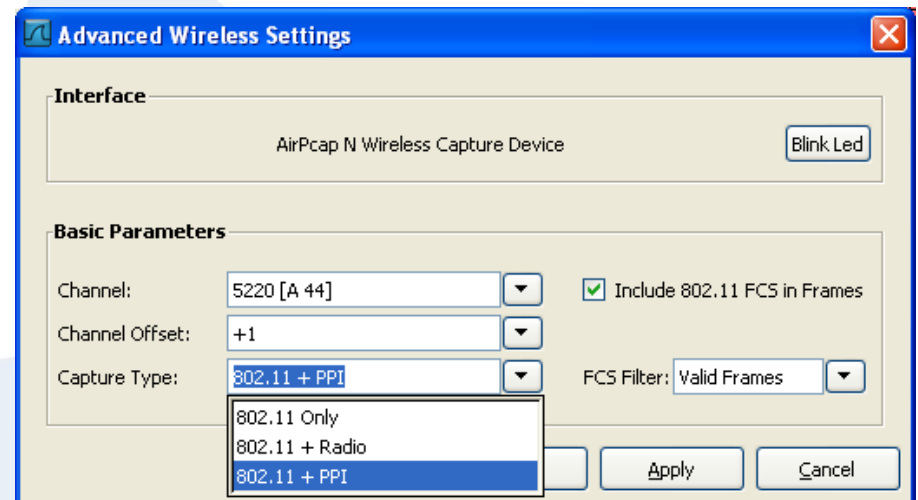 Advanced Wireless Settings
Interface
AirPcap N Wireless Capture Device
Blink Led
Basic Parameters
Channel: 5220 [A 44] Include 802.11 FCS in Frames
Channel Offset: +1
Capture Type: 802.11 + PPI FCS Filter: Valid Frames
802.11 Only
802.11 + Radio
802.11 + PPI
Apply Cancel